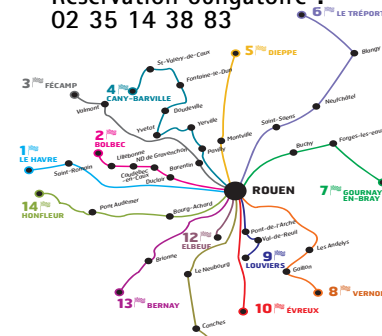 Réservation obligatoire :
02 35 14 38 83
6 LE TRÉPORT
St-Valéry-de-Caux
5 DIEPPE
Blangy
3 FÉCAMP
4
CANY-BARVILLE
Fontaine-le-Dun
Valmont
Doudeville
Neufchâtel
Yvetot
Yerville
Saint-Saens
2
BOLBEC
Motteville
Buchy
Forges-les-eaux
1
LE HAVRE
Lillebonne
ND de Gravenchon
Pavilly
Saint-Romain
Caudebec
-en-Caux
Barentin
Duclair
ROUEN
7 GOURNAY
EN-BRAY
14
HONFLEUR
Pont Audemer
Bourg-Achard
12
ELBEUF
Pont-de-l'Arche
Val-de-Reuil
Brionne
9
LOUVIERS
Les Andelys
Le Neubourg
Gaillon
13 BERNAY
8 VERNON
10 ÉVREUX
Conches